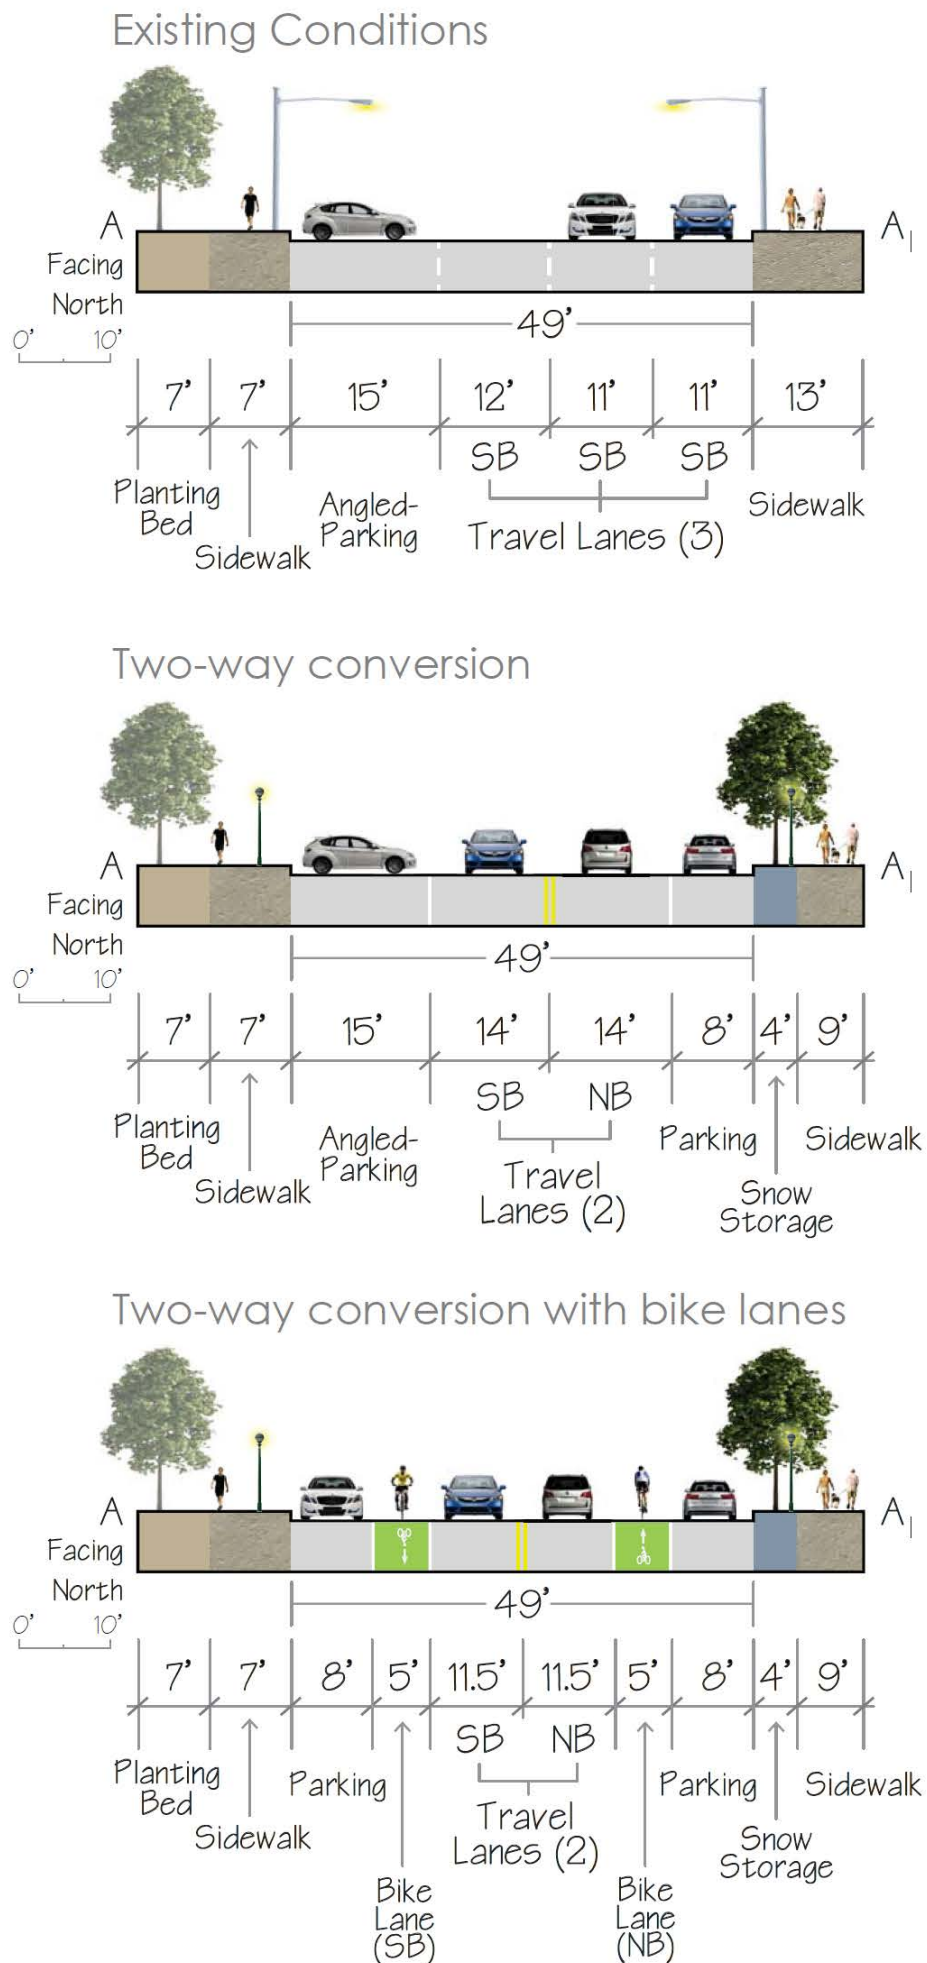 Existing Conditions
A A
Facing
North
0' 10'
49'
7' 7' 15' 12' 11' 11' 13'
SB SB SB
Planting
Bed
Sidewalk
Angled-
Parking
Travel Lanes (3)
Sidewalk
Two-way conversion
A A
Facing
North
0' 10'
49'
7' 7' 15' 14' 14' 8' 4' 9'
SB NB
Planting
Bed
Sidewalk
Angled-
Parking
Travel
Lanes (2)
Parking
Snow
Storage
Sidewalk
Two-way conversion with bike lanes
A A
Facing
North
0' 10'
49'
7' 7' 8' 5' 11.5' 11.5' 5' 8' 4' 9'
SB NB
Planting
Bed
Sidewalk
Parking
Bike
Lane
(SB)
Travel
Lanes (2)
Bike
Lane
(NB)
Parking
Snow
Storage
Sidewalk